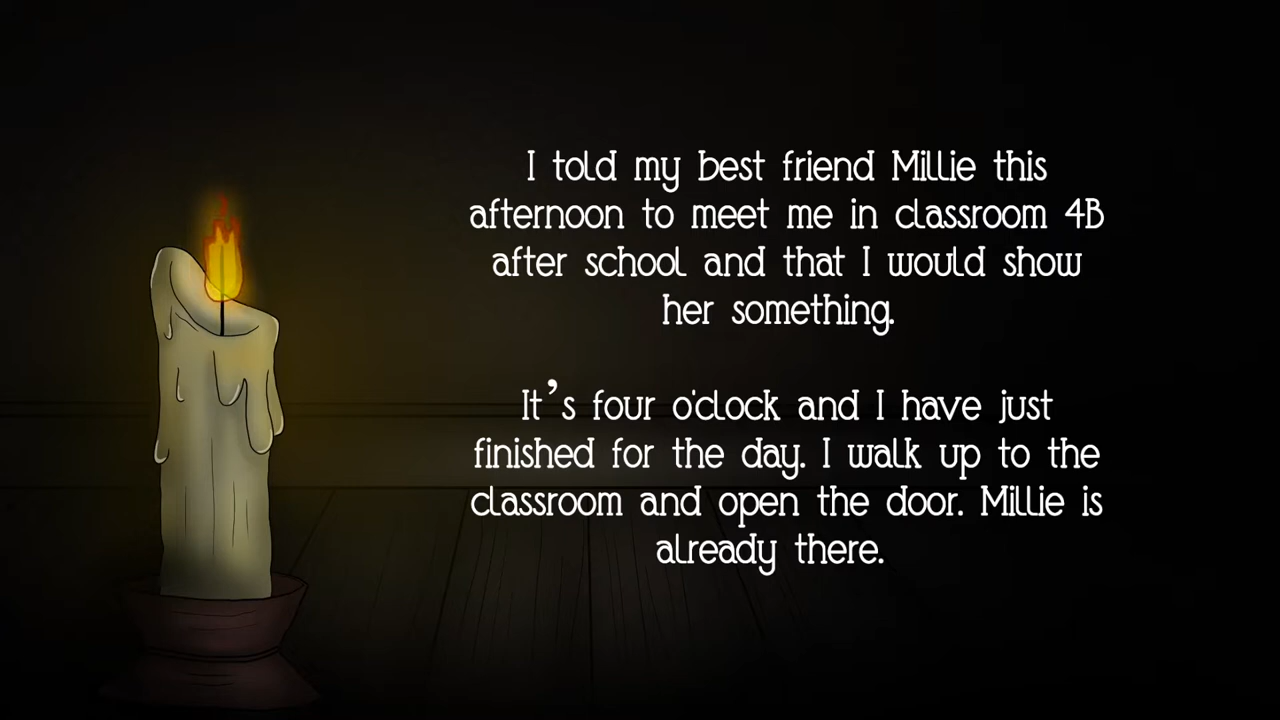 I told my best friend Millie this
afternoon to meet me in classroom 4B
after school and that I would show
her something.
It’s four o'clock and I have just
finished for the day. I walk up to the
classroom and open the door. Millie is
already there.